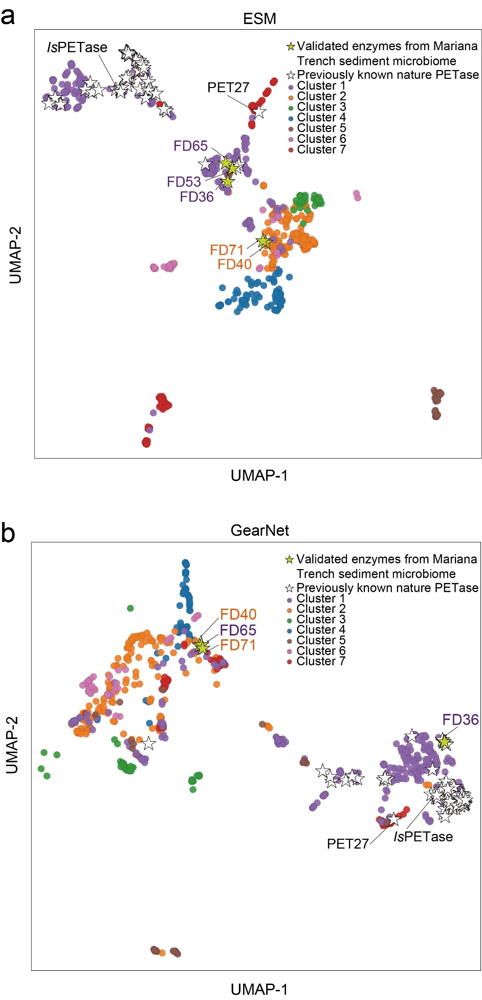 a
ESM
IsPETase
Validated enzymes from Mariana
Trench sediment microbiome
Previously known nature PETase
Cluster 1
Cluster 2
Cluster 3
Cluster 4
Cluster 5
Cluster 6
Cluster 7
PET27
FD65
FD53
FD36
FD71
FD40
UMAP-2
UMAP-1
b
GearNet
Validated enzymes from Mariana
Trench sediment microbiome
Previously known nature PETase
Cluster 1
Cluster 2
Cluster 3
Cluster 4
Cluster 5
Cluster 6
Cluster 7
FD40
FD65
FD71
FD36
IsPETase
PET27
UMAP-2
UMAP-1